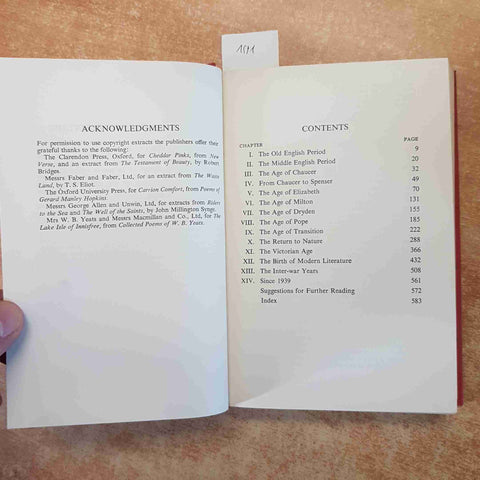 1591
ACKNOWLEDGMENTS
For permission to use copyright extracts the publishers offer their
grateful thanks to the following:
The Clarendon Press, Oxford, for Cheddar Pinks, from New
Verse, and an extract from The Testament of Beauty, by Robert
Bridges.
Messrs Faber and Faber, Ltd, for an extract from The Waste
Land, by T. S. Eliot.
The Oxford University Press, for Carrion Comfort, from Poems of
Gerard Manley Hopkins.
Messrs George Allen and Unwin, Ltd, for extracts from Riders
to the Sea and The Well of the Saints, by John Millington Synge.
Mrs W. B. Yeats and Messrs Macmillan and Co., Ltd, for The
Lake Isle of Innisfree, from Collected Poems of W. B. Yeats.
CONTENTS
CHAPTER PAGE
I. The Old English Period 9
II. The Middle English Period 20
III. The Age of Chaucer 32
IV. From Chaucer to Spenser 49
V. The Age of Elizabeth 70
VI. The Age of Milton 131
VII. The Age of Dryden 155
VIII. The Age of Pope 185
IX. The Age of Transition 222
X. The Return to Nature 288
XI. The Victorian Age 366
XII. The Birth of Modern Literature 432
XIII. The Inter-war Years 508
XIV. Since 1939 561
Suggestions for Further Reading 572
Index 583